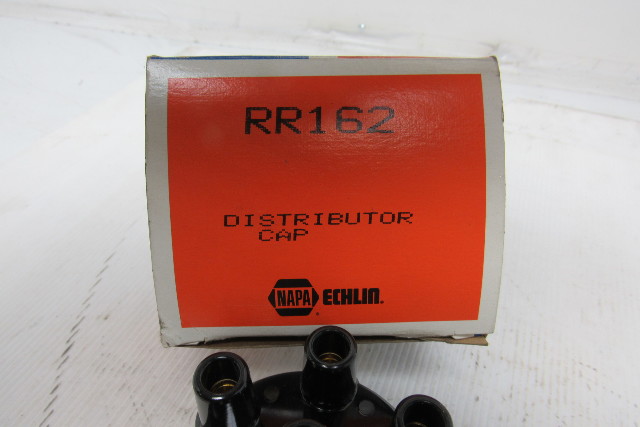 RR162
DISTRIBUTOR
CAP
NAPA ECHLIN.